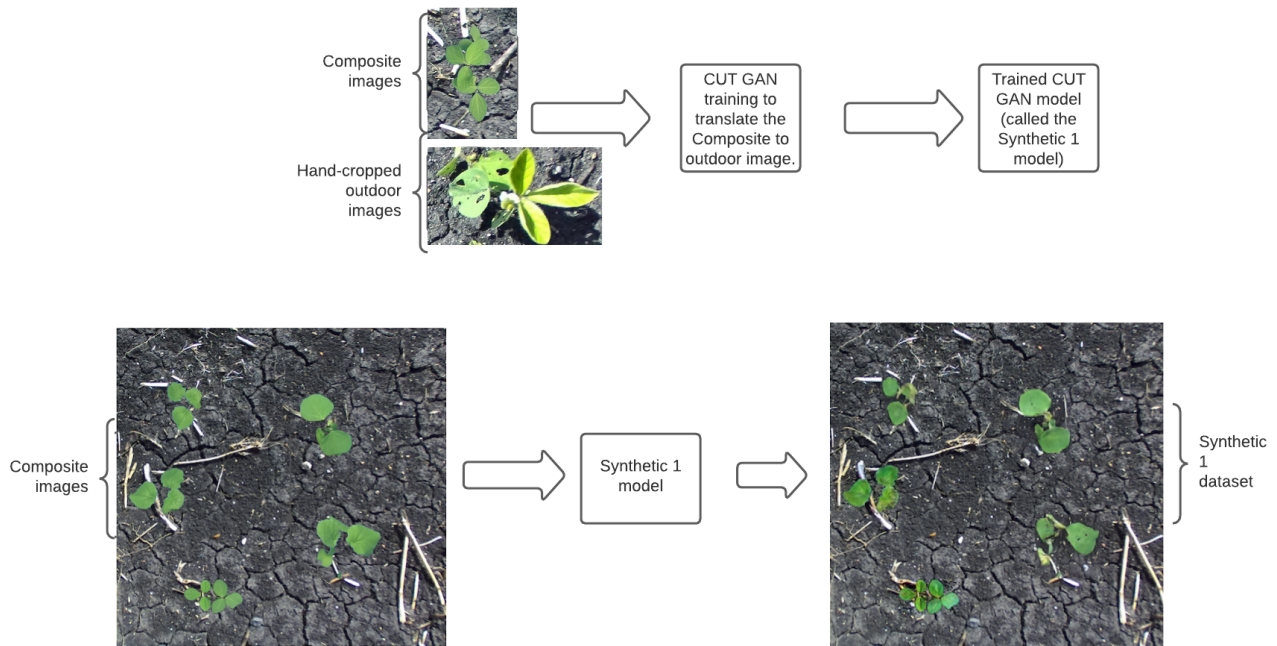 Composite
images
Hand-cropped
outdoor
images
CUT GAN
training to
translate the
Composite to
outdoor image.
Trained CUT
GAN model
(called the
Synthetic 1
model)
Composite
images
Synthetic 1
model
Synthetic
1
dataset